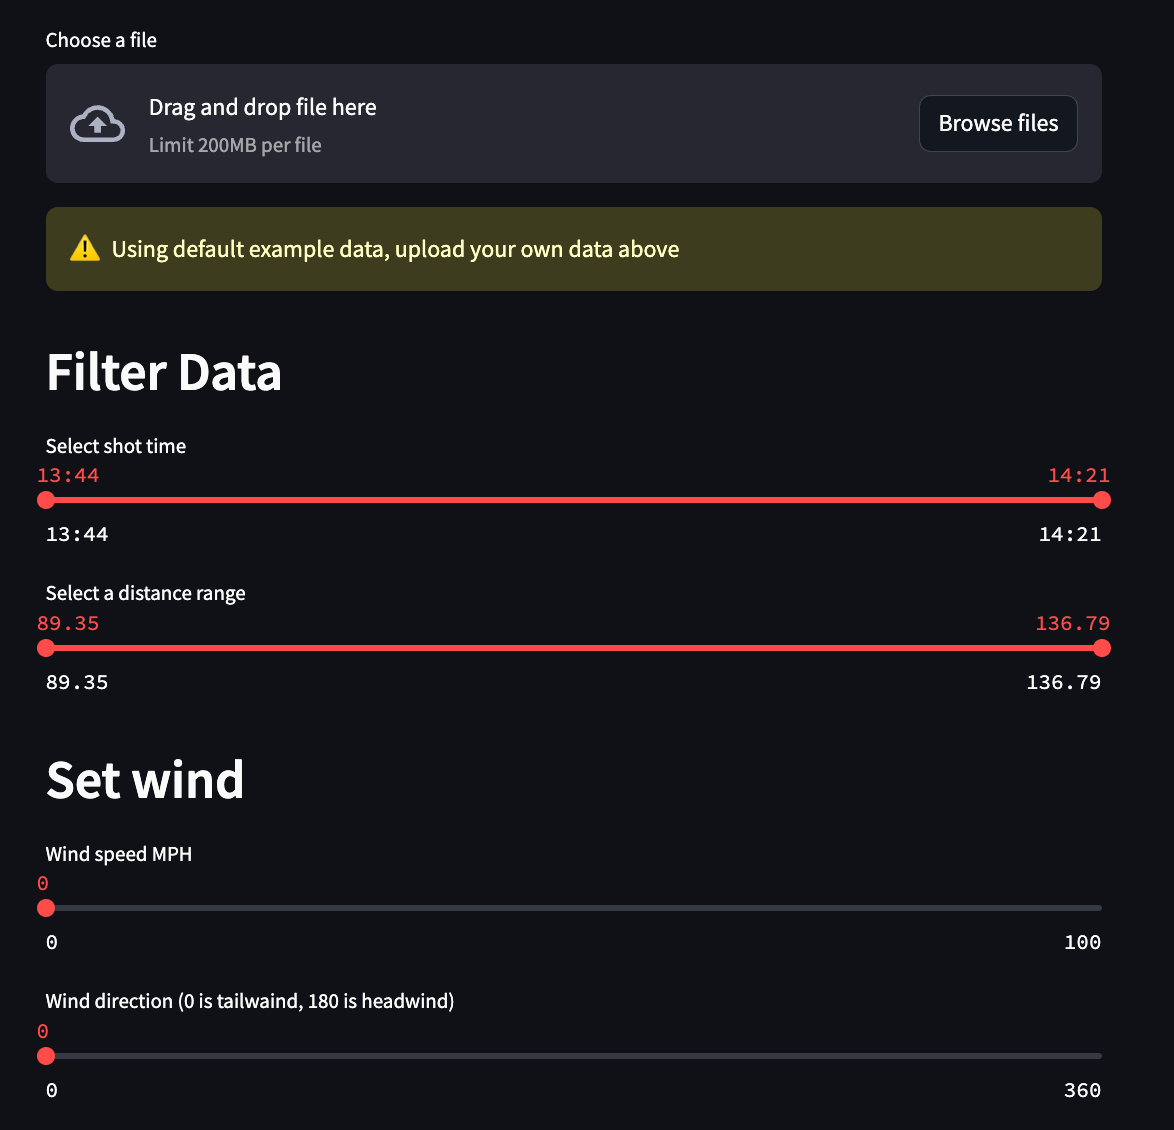 Choose a file
Drag and drop file here
Limit 200MB per file
Browse files
Using default example data, upload your own data above
Filter Data
Select shot time
13:44 14:21
13:44 14:21
Select a distance range
89.35 136.79
89.35 136.79
Set wind
Wind speed MPH
0
0 100
Wind direction (0 is tailwaind, 180 is headwind)
0
0 360